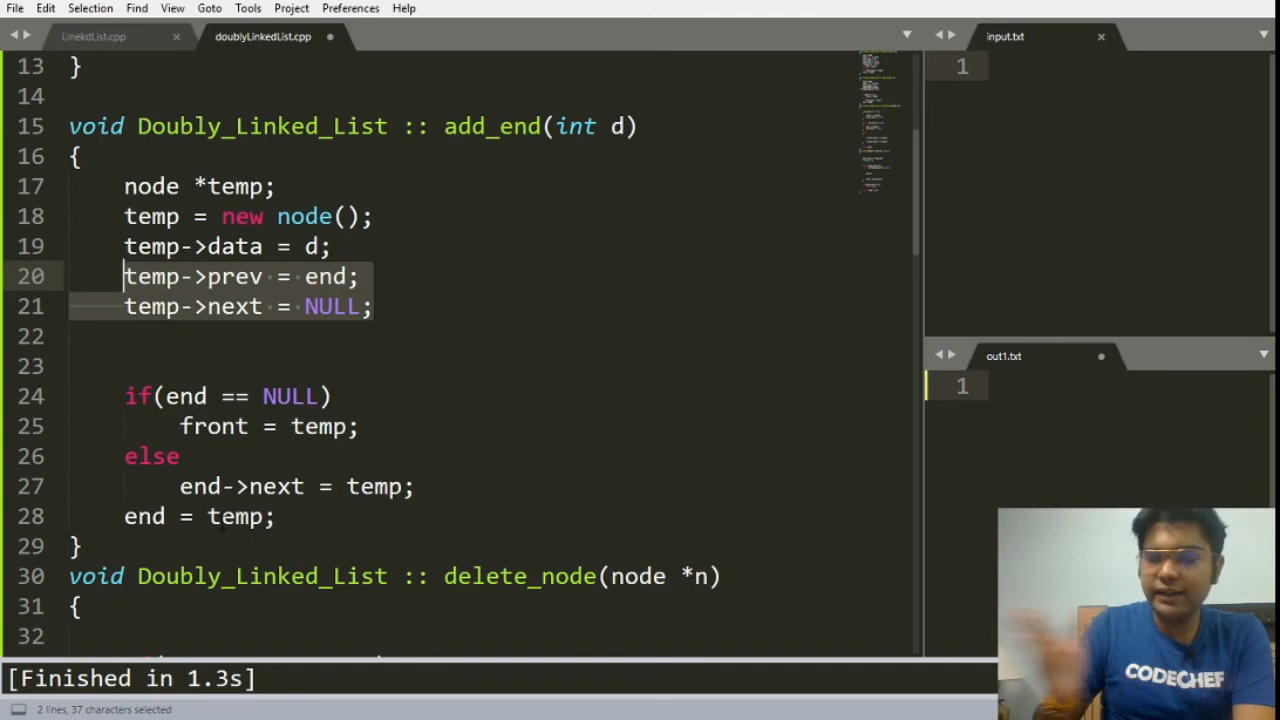 File Edit Selection Find View Goto Tools Project Preferences Help
LinekdList.cpp × doublyLinkedList.cpp input.txt ×
13 }
14
15 void Doubly_Linked_List :: add_end(int d)
16 {
17 node *temp;
18 temp = new node();
19 temp->data = d;
20 temp->prev = end;
21 temp->next = NULL;
22
23
24 if(end == NULL)
25 front = temp;
26 else
27 end->next = temp;
28 end = temp;
29 }
30 void Doubly_Linked_List :: delete_node(node *n)
31 {
32
1
out1.txt
1
[Finished in 1.3s]
2 lines, 37 characters selected
CODECHEF